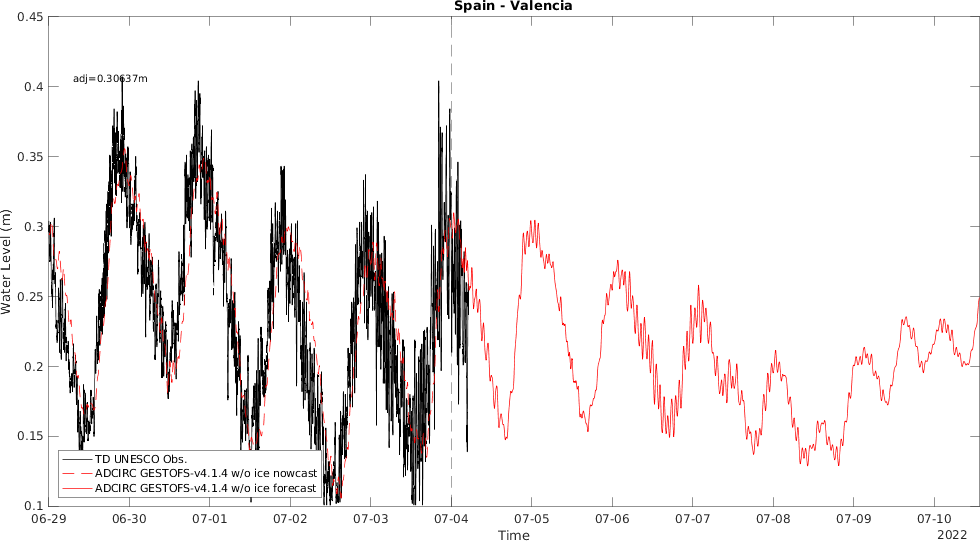 Spain - Valencia
0.45
adj=0.30637m
0.4
0.35
0.3
0.25
0.2
0.15
0.1
Water Level (m)
TD UNESCO Obs.
ADCIRC GESTOFS-v4.1.4 w/o ice nowcast
ADCIRC GESTOFS-v4.1.4 w/o ice forecast
06-29 06-30 07-01 07-02 07-03 07-04 07-05 07-06 07-07 07-08 07-09 07-10
Time
2022